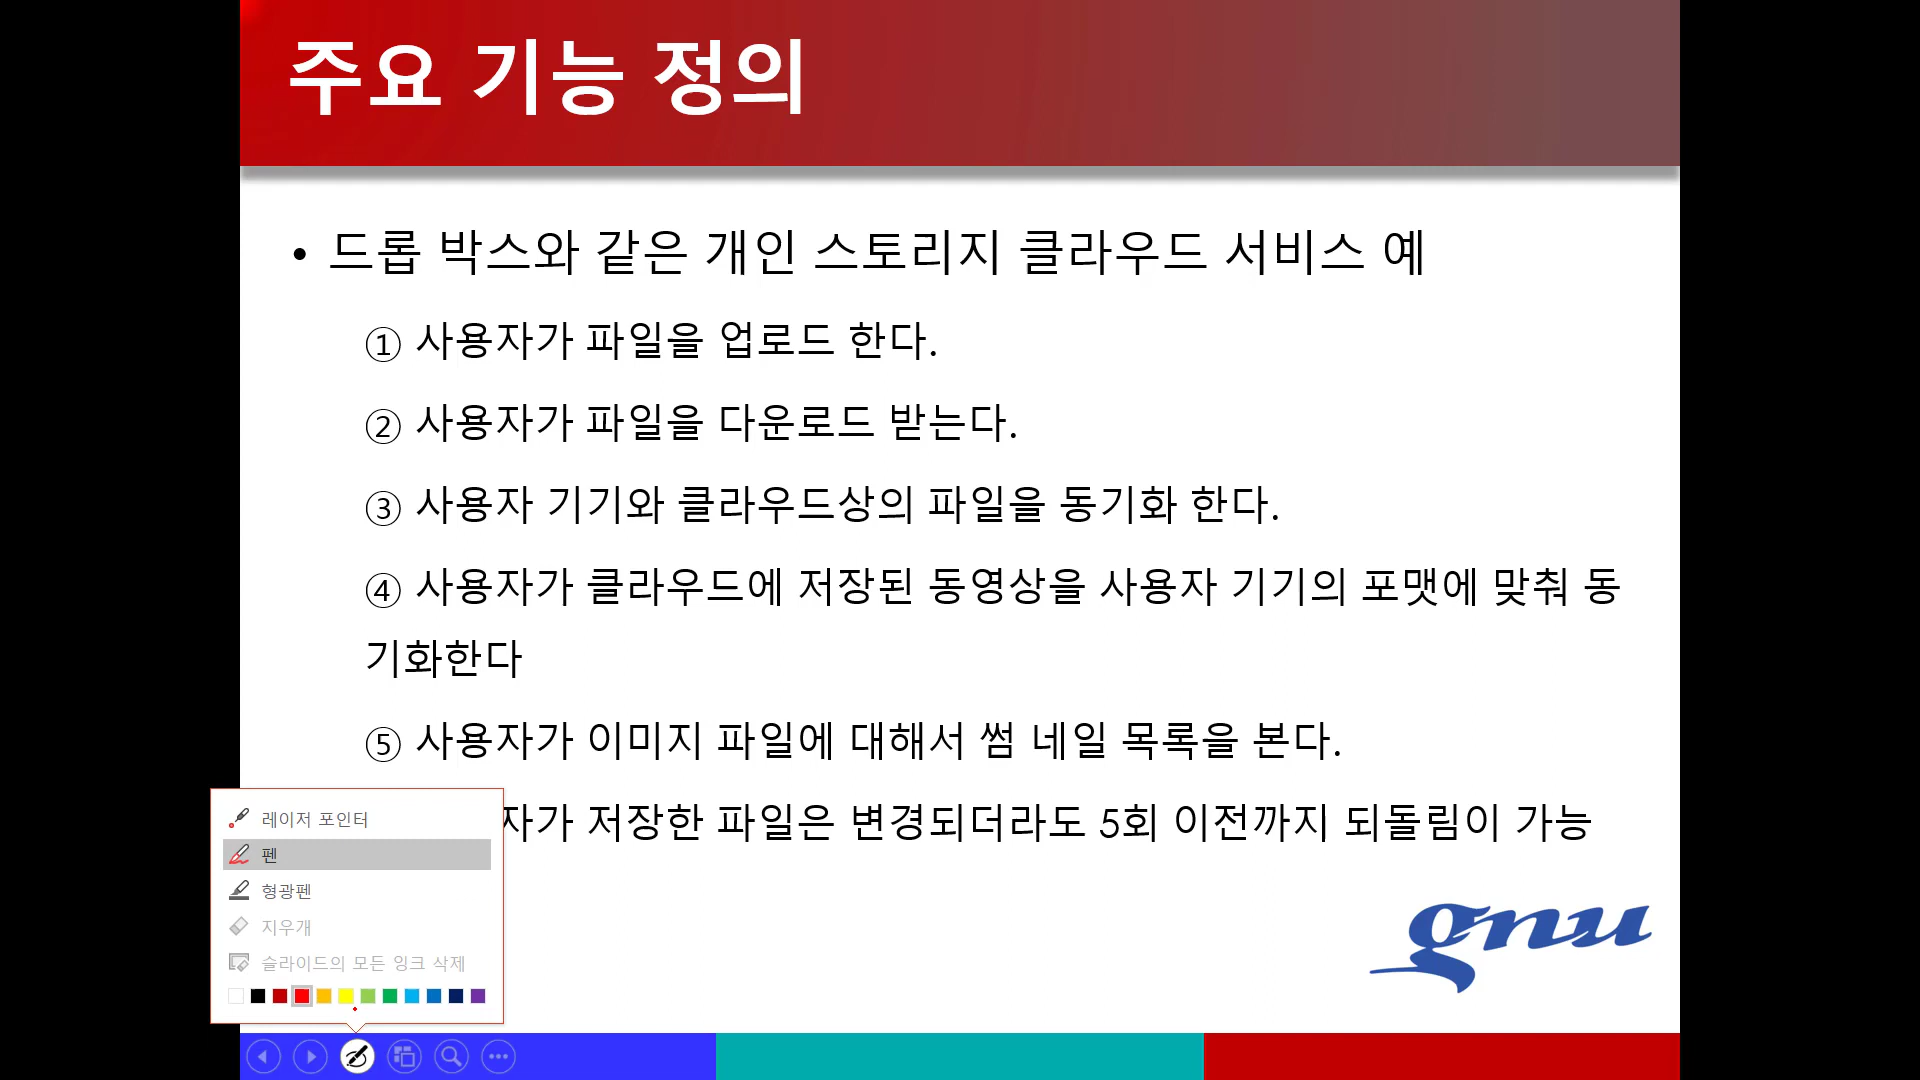 주요 기능 정의
• 드롭 박스와 같은 개인 스토리지 클라우드 서비스 예
① 사용자가 파일을 업로드 한다.
② 사용자가 파일을 다운로드 받는다.
③ 사용자 기기와 클라우드상의 파일을 동기화 한다.
④ 사용자가 클라우드에 저장된 동영상을 사용자 기기의 포맷에 맞춰 동
기화한다
⑤ 사용자가 이미지 파일에 대해서 썸 네일 목록을 본다.
자가 저장한 파일은 변경되더라도 5회 이전까지 되돌림이 가능
레이저 포인터
펜
형광펜
지우개
슬라이드의 모든 잉크 삭제
gnu